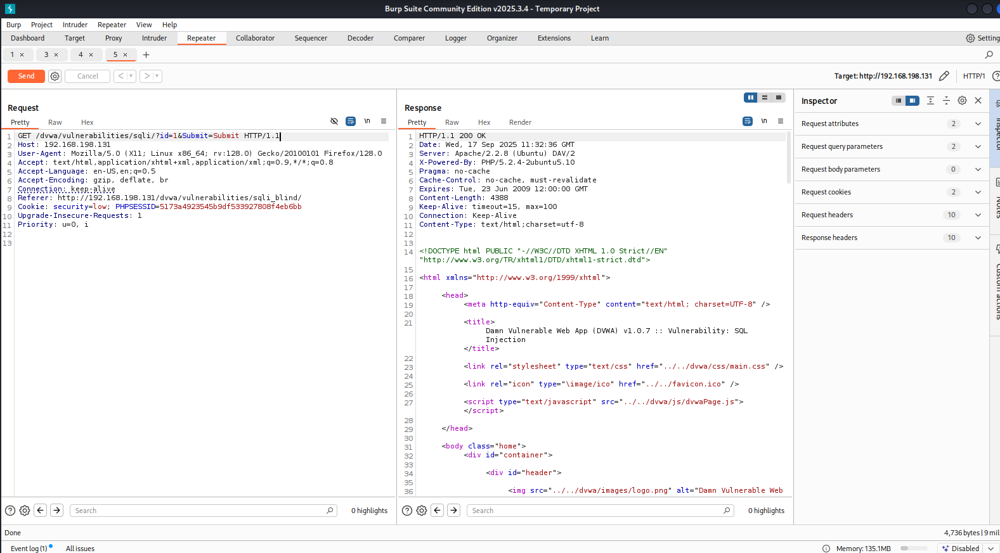 Burp Suite Community Edition v2025.3.4 - Temporary Project
Burp Project Intruder Repeater View Help
Dashboard Target Proxy Intruder Repeater Collaborator Sequencer Decoder Comparer Logger Organizer Extensions Learn Setting
1 × 3 × 4 × 5 × +
Send Cancel < > Target: http://192.168.198.131 HTTP/1
Request
Pretty Raw Hex \n
1 GET /dvwa/vulnerabilities/sqli/?id=1&Submit=Submit HTTP/1.1
2 Host: 192.168.198.131
3 User-Agent: Mozilla/5.0 (X11; Linux x86_64; rv:128.0) Gecko/20100101 Firefox/128.0
4 Accept: text/html,application/xhtml+xml,application/xml;q=0.9,*/*;q=0.8
5 Accept-Language: en-US,en;q=0.5
6 Accept-Encoding: gzip, deflate, br
7 Connection: keep-alive
8 Referer: http://192.168.198.131/dvwa/vulnerabilities/sqli_blind/
9 Cookie: security=low; PHPSESSID=5173a4923545b9df533927808f4eb6bb
10 Upgrade-Insecure-Requests: 1
11 Priority: u=0, i
12
13
Search 0 highlights
Response
Pretty Raw Hex Render \n
1 HTTP/1.1 200 OK
2 Date: Wed, 17 Sep 2025 11:32:36 GMT
3 Server: Apache/2.2.8 (Ubuntu) DAV/2
4 X-Powered-By: PHP/5.2.4-2ubuntu5.10
5 Pragma: no-cache
6 Cache-Control: no-cache, must-revalidate
7 Expires: Tue, 23 Jun 2009 12:00:00 GMT
8 Content-Length: 4388
9 Keep-Alive: timeout=15, max=100
10 Connection: Keep-Alive
11 Content-Type: text/html;charset=utf-8
12
13
14 <!DOCTYPE html PUBLIC "-//W3C//DTD XHTML 1.0 Strict//EN"
"http://www.w3.org/TR/xhtml1/DTD/xhtml1-strict.dtd">
15
16 <html xmlns="http://www.w3.org/1999/xhtml">
17
18 <head>
19 <meta http-equiv="Content-Type" content="text/html; charset=UTF-8" />
20
21 <title>
Damn Vulnerable Web App (DVWA) v1.0.7 :: Vulnerability: SQL
Injection
</title>
22
23 <link rel="stylesheet" type="text/css" href="../../dvwa/css/main.css" />
24
25 <link rel="icon" type="\image/ico" href="../../favicon.ico" />
26
27 <script type="text/javascript" src="../../dvwa/js/dvwaPage.js">
</script>
28
29 </head>
30
31 <body class="home">
32 <div id="container">
33
34 <div id="header">
35
36 <img src="../../dvwa/images/logo.png" alt="Damn Vulnerable Web
Search 0 highlights
Inspector
Request attributes 2
Request query parameters 2
Request body parameters 0
Request cookies 2
Request headers 10
Response headers 10
Inspector
Notes
Custom actions
Done 4,736 bytes | 9 mil
Event log (1) All issues Memory: 135.1MB Disabled